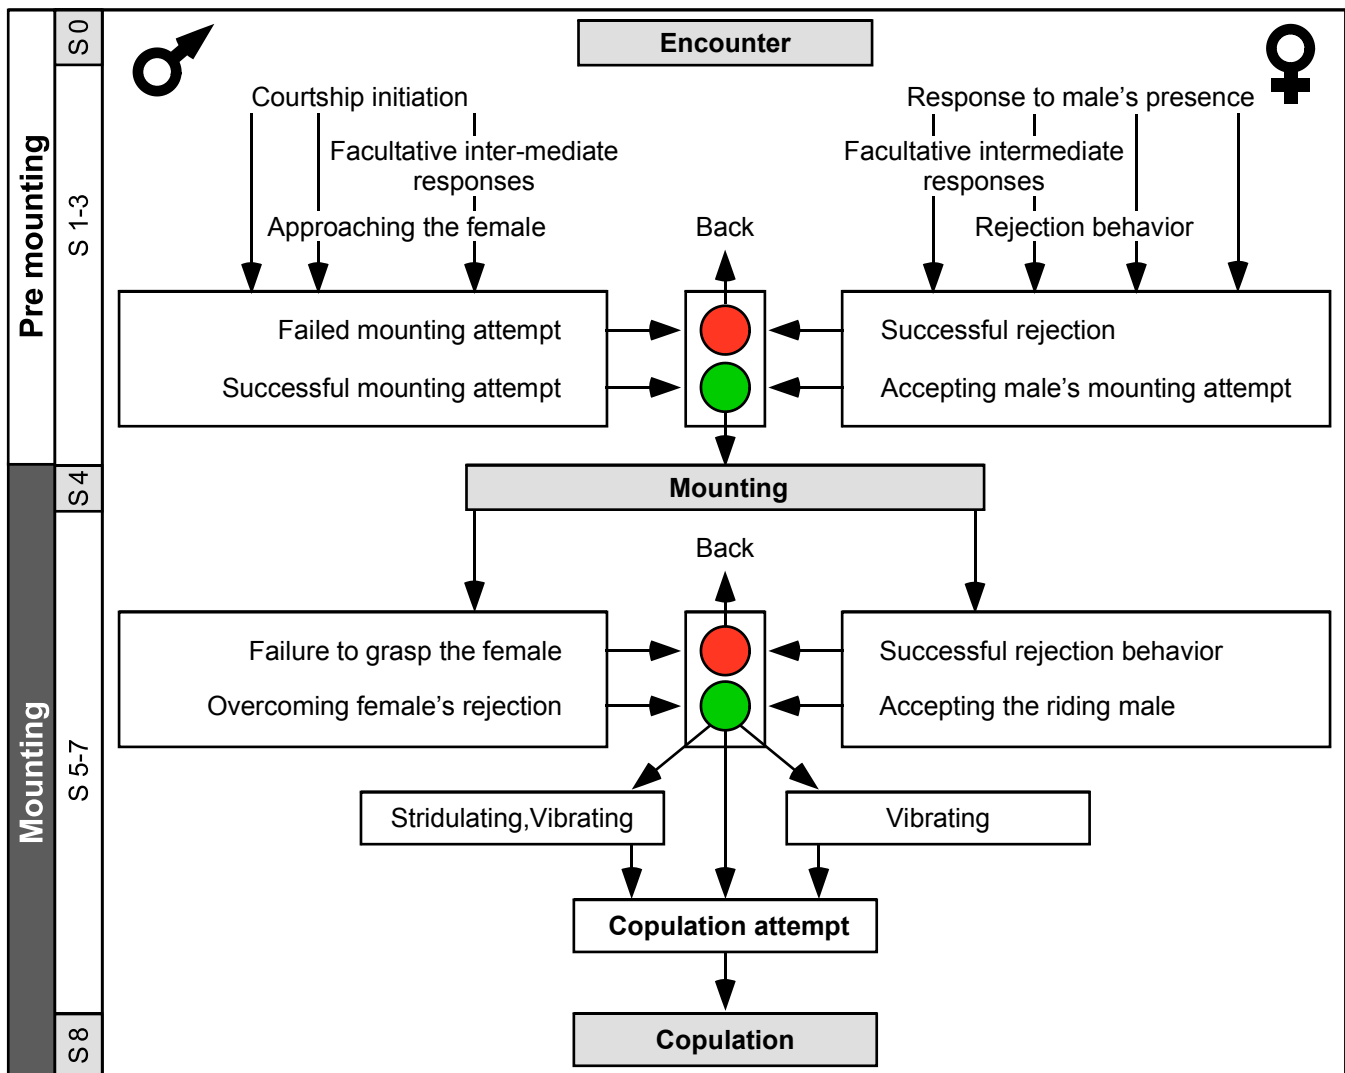 Pre mounting
S 0
Encounter
S 1-3
Courtship initiation
Response to male's presence
Facultative inter-mediate
responses
Facultative intermediate
responses
Approaching the female
Back
Rejection behavior
Failed mounting attempt
Successful rejection
Successful mounting attempt
Accepting male's mounting attempt
Mounting
S 4
Mounting
S 5-7
Back
Failure to grasp the female
Successful rejection behavior
Overcoming female's rejection
Accepting the riding male
Stridulating,Vibrating
Vibrating
Copulation attempt
S 8
Copulation